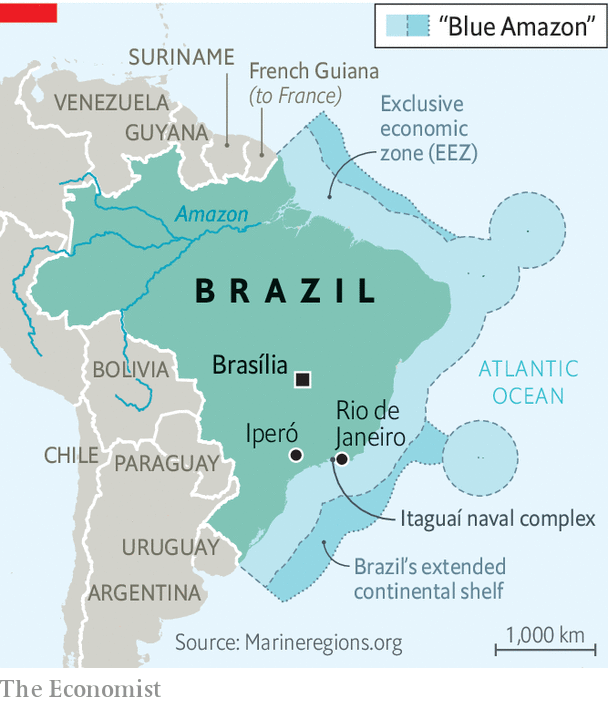 “Blue Amazon”
SURINAME
French Guiana
(to France)
VENEZUELA
GUYANA
Exclusive
economic
zone (EEZ)
Amazon
BRAZIL
BOLIVIA
Brasília
ATLANTIC
OCEAN
Rio de
Janeiro
Iperó
CHILE
PARAGUAY
Itaguaí naval complex
URUGUAY
Brazil’s extended
continental shelf
ARGENTINA
Source: Marineregions.org
1,000 km
The Economist